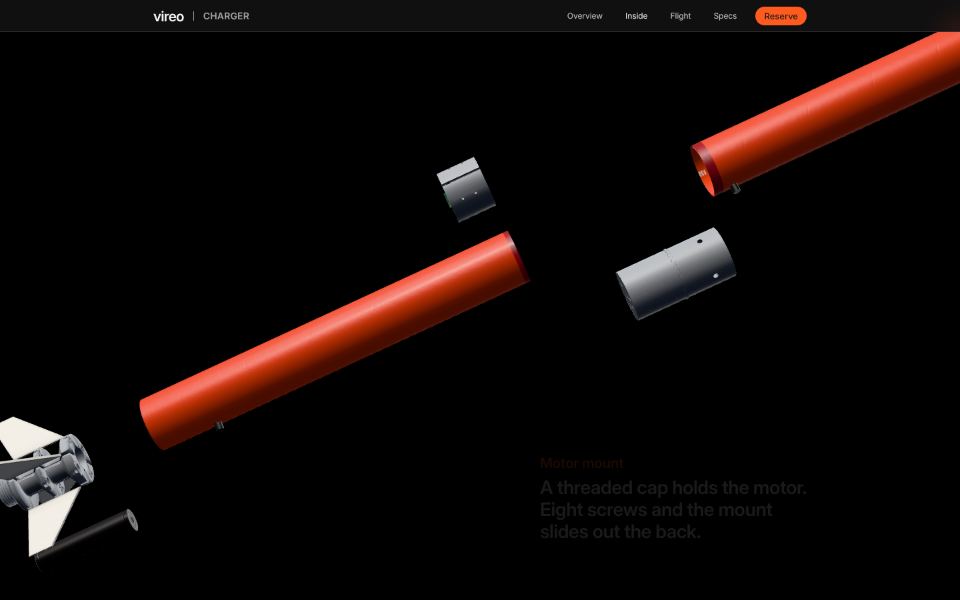 vireo | CHARGER
Overview
Inside
Flight
Specs
Reserve
Motor mount
A threaded cap holds the motor.
Eight screws and the mount
slides out the back.